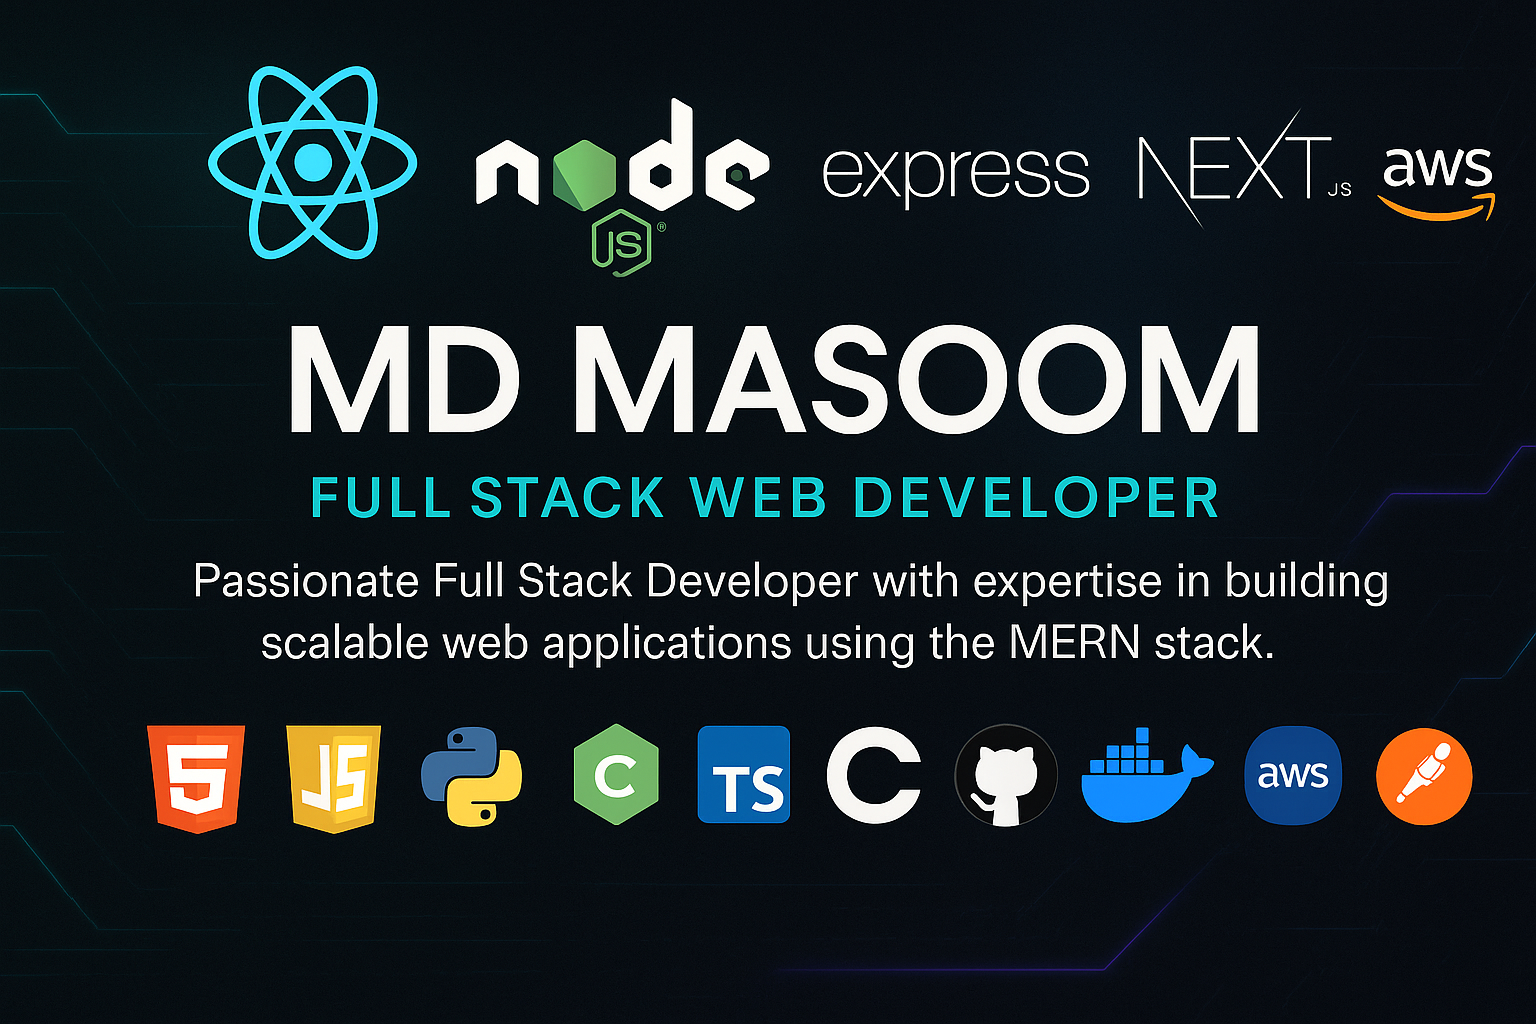 node
express
NEXT.JS
aws
JS®
MD MASOOM
FULL STACK WEB DEVELOPER
Passionate Full Stack Developer with expertise in building
scalable web applications using the MERN stack.
5 JS C TS C aws